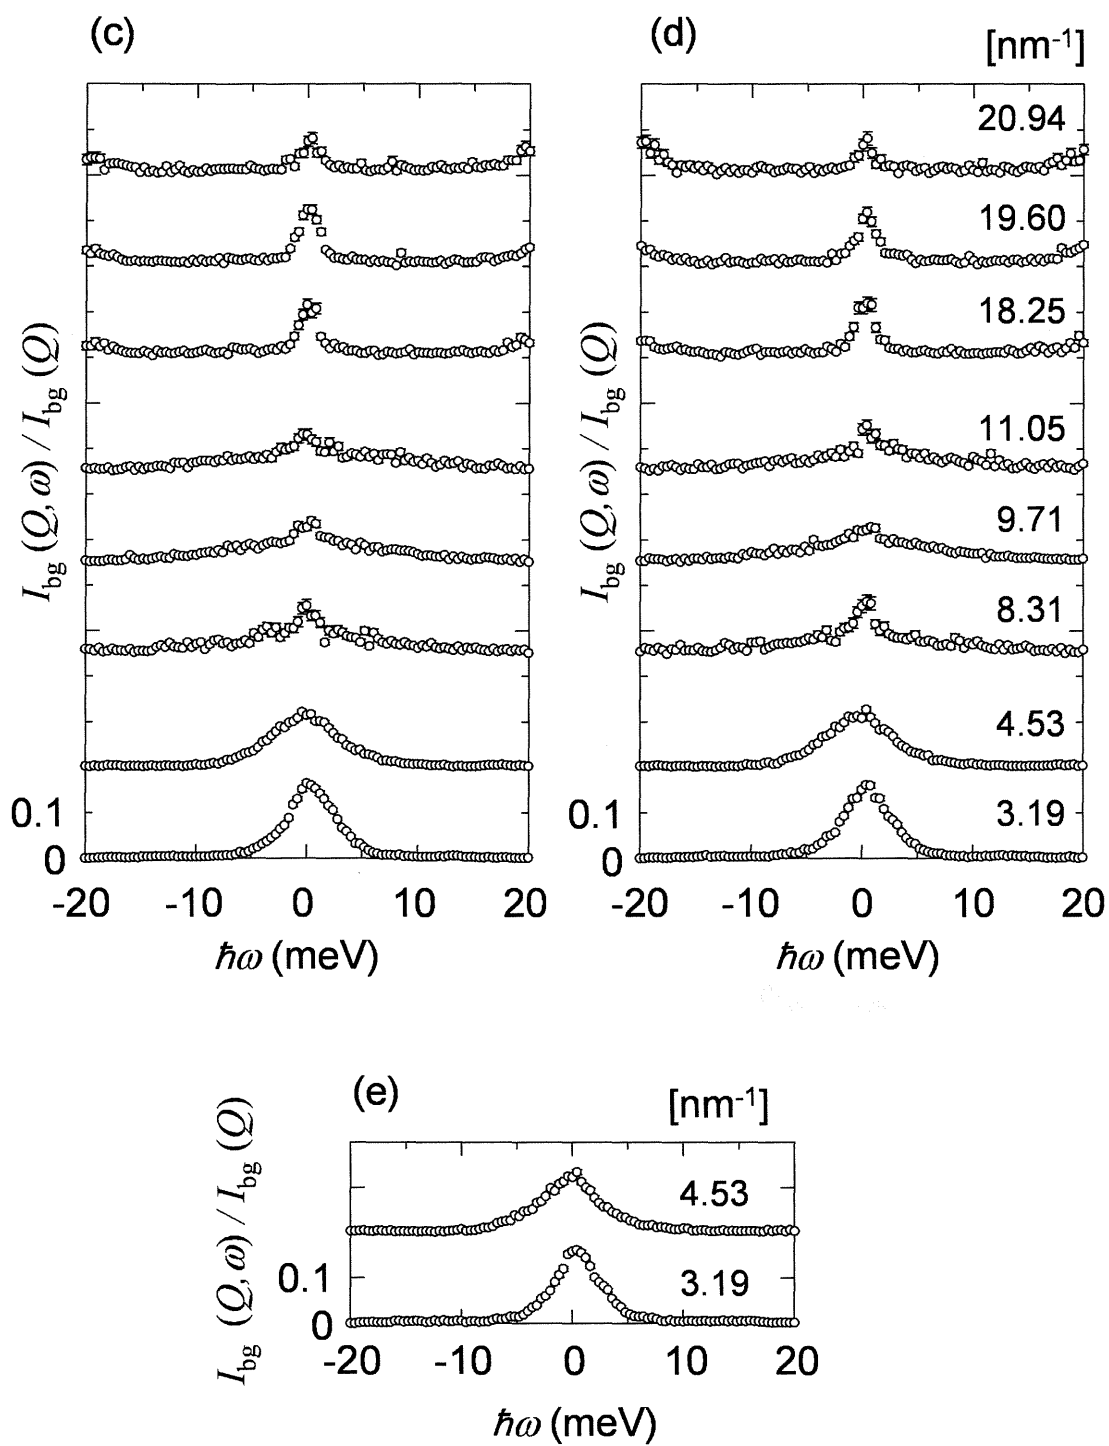 (c)
(d)
[nm-1]
20.94
19.60
18.25
11.05
9.71
8.31
4.53
3.19
Ibg (Q, ω) / Ibg (Q)
Ibg (Q, ω) / Ibg (Q)
0.1
0
0.1
0
-20 -10 0 10 20
-20 -10 0 10 20
ħω (meV)
ħω (meV)
(e)
[nm-1]
4.53
3.19
Ibg (Q, ω) / Ibg (Q)
0.1
0
-20 -10 0 10 20
ħω (meV)